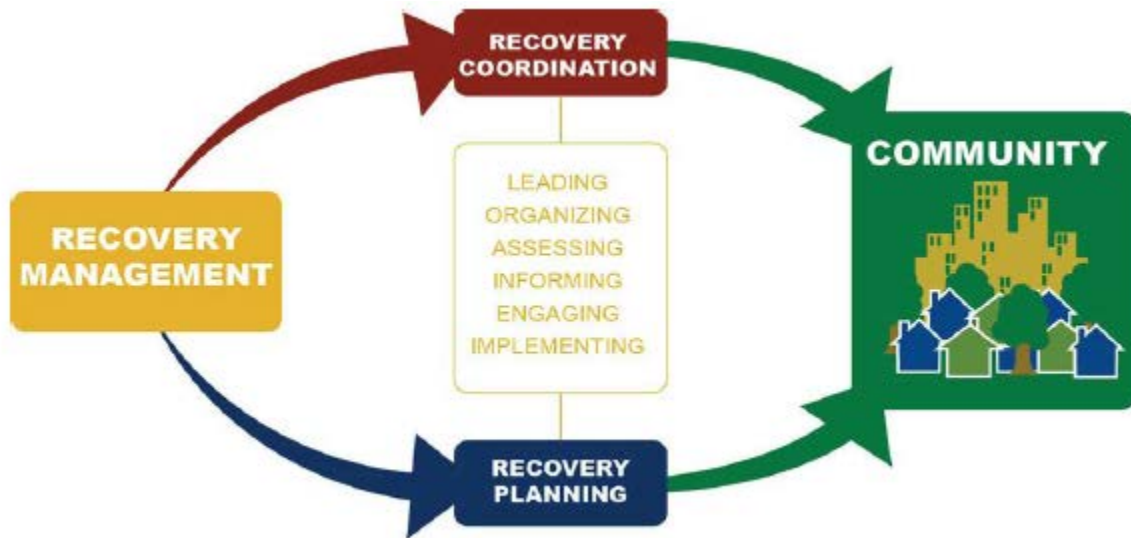 RECOVERY
COORDINATION
COMMUNITY
LEADING
ORGANIZING
ASSESSING
INFORMING
ENGAGING
IMPLEMENTING
RECOVERY
MANAGEMENT
RECOVERY
PLANNING